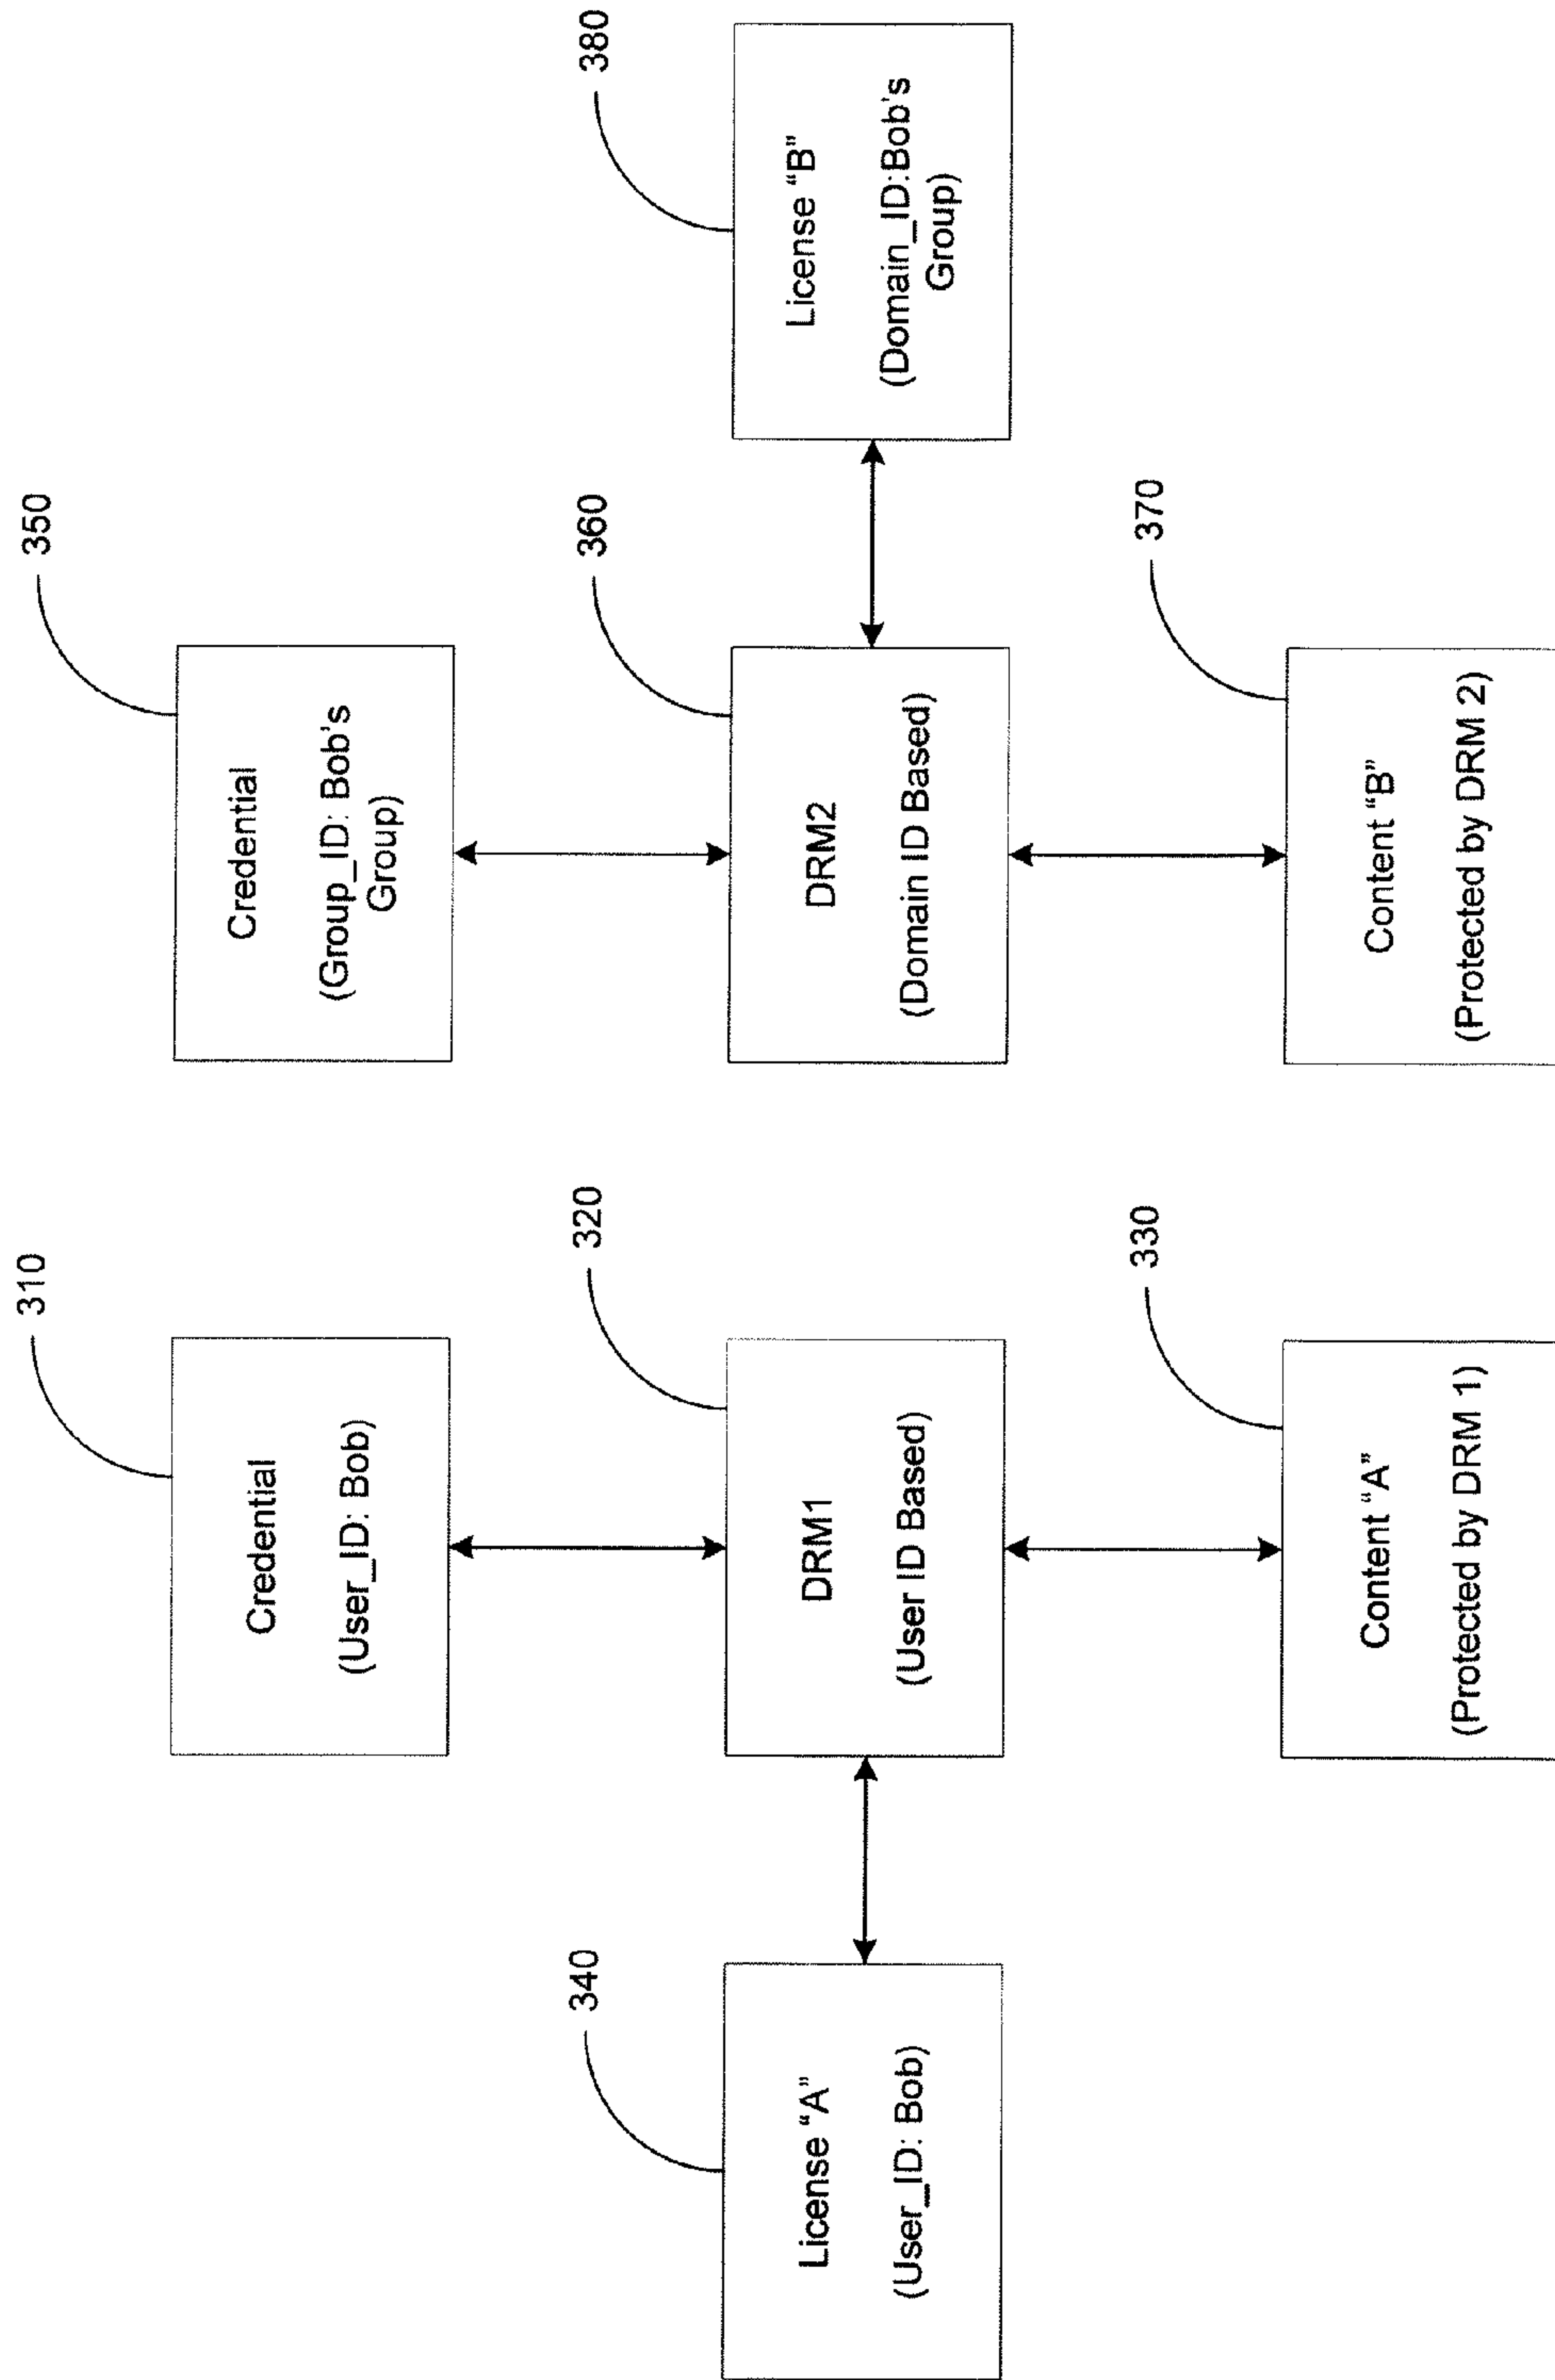 310
Credential
(User_ID: Bob)
350
Credential
(Group_ID: Bob's
Group)
340
License “A”
(User_ID: Bob)
320
DRM1
(User ID Based)
360
DRM2
(Domain ID Based)
380
License “B”
(Domain_ID:Bob's
Group)
330
Content “A”
(Protected by DRM 1)
370
Content “B”
(Protected by DRM 2)